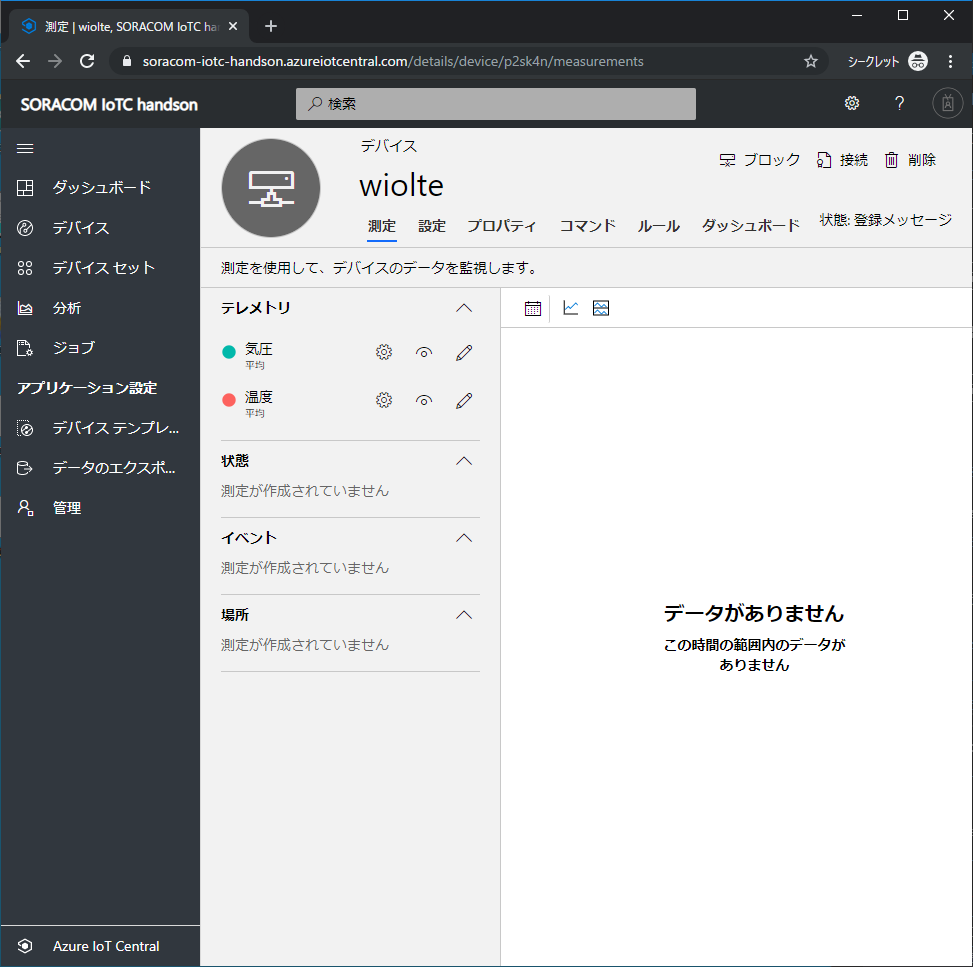 測定 | wiolte, SORACOM IoTC han
soracom-iotc-handson.azureiotcentral.com/details/device/p2sk4n/measurements
シークレット
SORACOM IoTC handson
検索
?
ダッシュボード
デバイス
デバイス セット
分析
ジョブ
アプリケーション設定
デバイス テンプレ...
データのエクスポ...
管理
Azure IoT Central
デバイス
wiolte
ブロック 接続 削除
測定 設定 プロパティ コマンド ルール ダッシュボード 状態: 登録メッセージ
測定を使用して、デバイスのデータを監視します。
テレメトリ
気圧
平均
温度
平均
状態
測定が作成されていません
イベント
測定が作成されていません
場所
測定が作成されていません
データがありません
この時間の範囲内のデータが
ありません